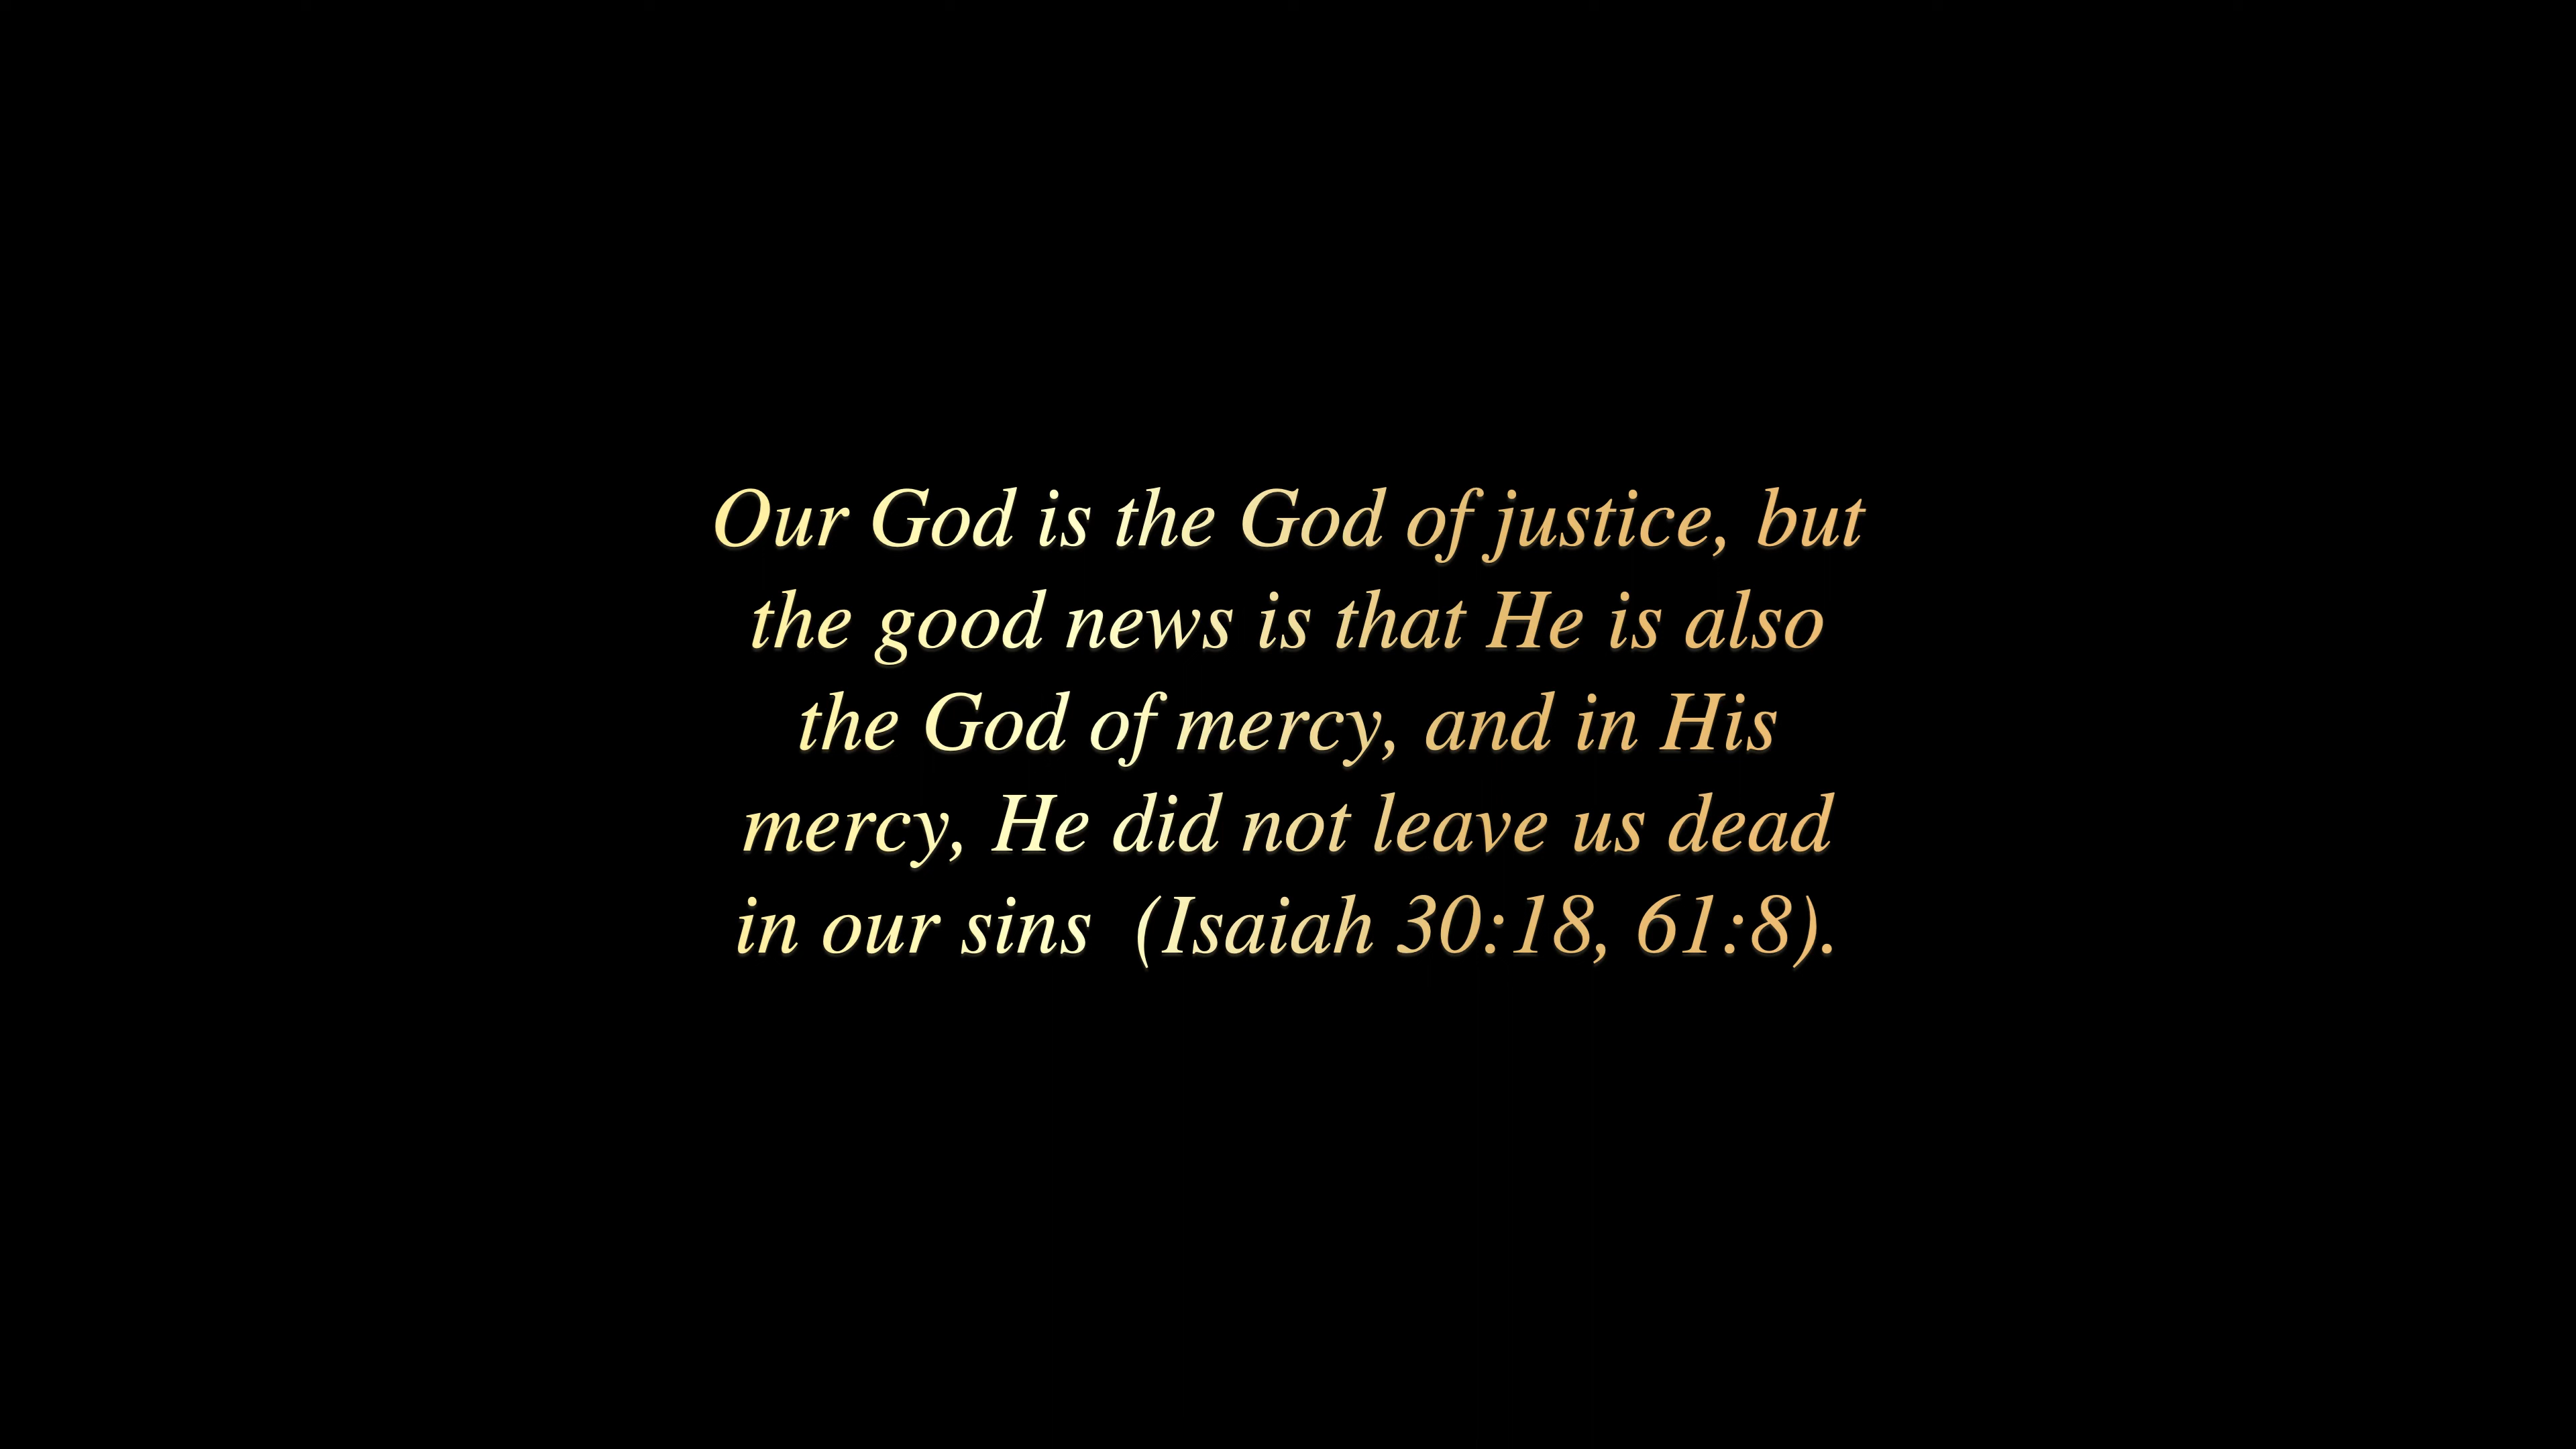 Our God is the God of justice, but
the good news is that He is also
the God of mercy, and in His
mercy, He did not leave us dead
in our sins  (Isaiah 30:18, 61:8).